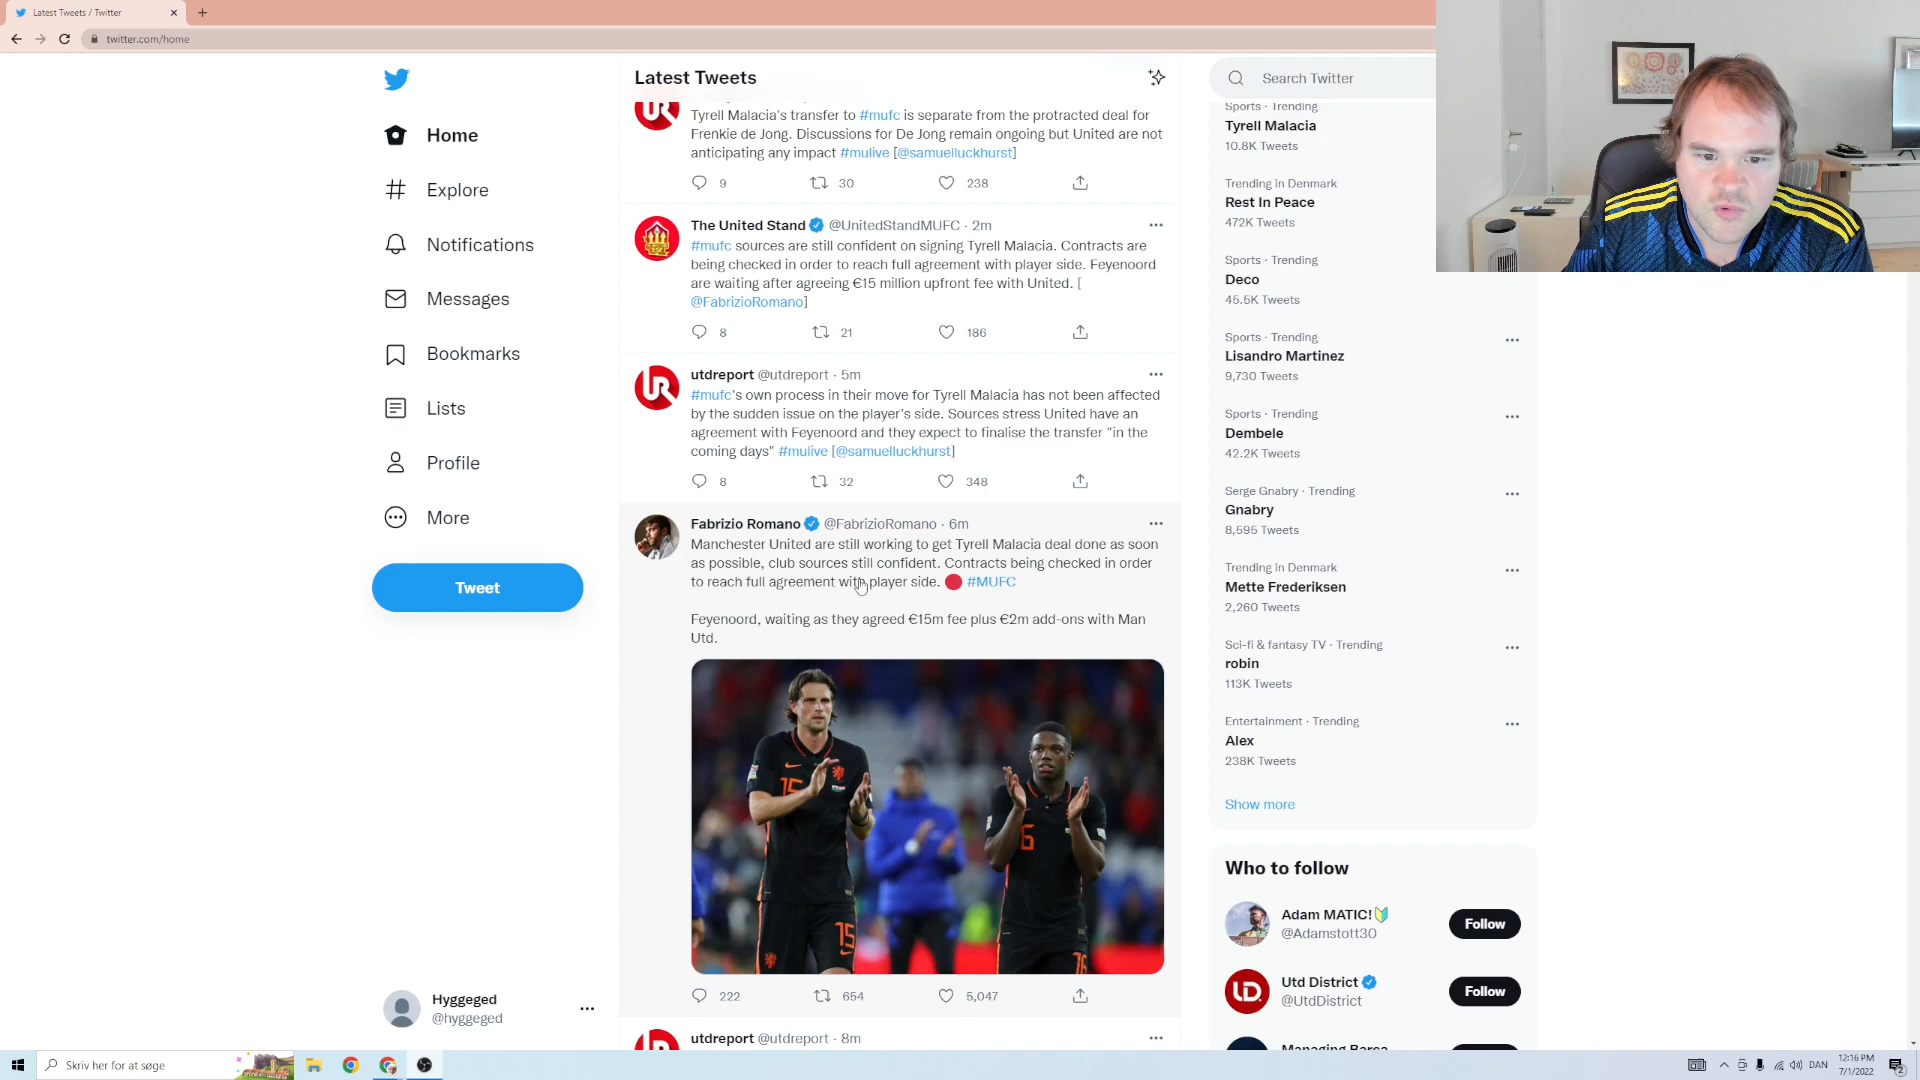 Latest Tweets / Twitter
twitter.com/home
Home
Explore
Notifications
Messages
Bookmarks
Lists
Profile
More
Tweet
Hyggeged
@hyggeged
Latest Tweets
Tyrell Malacia's transfer to #mufc is separate from the protracted deal for
Frenkie de Jong. Discussions for De Jong remain ongoing but United are not
anticipating any impact #mulive [@samuelluckhurst]
9 30 238
The United Stand @UnitedStandMUFC · 2m
#mufc sources are still confident on signing Tyrell Malacia. Contracts are
being checked in order to reach full agreement with player side. Feyenoord
are waiting after agreeing €15 million upfront fee with United. [
@FabrizioRomano]
8 21 186
utdreport @utdreport · 5m
#mufc's own process in their move for Tyrell Malacia has not been affected
by the sudden issue on the player's side. Sources stress United have an
agreement with Feyenoord and they expect to finalise the transfer "in the
coming days" #mulive [@samuelluckhurst]
8 32 348
Fabrizio Romano @FabrizioRomano · 6m
Manchester United are still working to get Tyrell Malacia deal done as soon
as possible, club sources still confident. Contracts being checked in order
to reach full agreement with player side. #MUFC
Feyenoord, waiting as they agreed €15m fee plus €2m add-ons with Man
Utd.
15
15
16
222 654 5,047
utdreport @utdreport · 8m
Search Twitter
Sports · Trending
Tyrell Malacia
10.8K Tweets
Trending in Denmark
Rest In Peace
472K Tweets
Sports · Trending
Deco
45.5K Tweets
Sports · Trending
Lisandro Martinez
9,730 Tweets
Sports · Trending
Dembele
42.2K Tweets
Serge Gnabry · Trending
Gnabry
8,595 Tweets
Trending in Denmark
Mette Frederiksen
2,260 Tweets
Sci-fi & fantasy TV · Trending
robin
113K Tweets
Entertainment · Trending
Alex
238K Tweets
Show more
Who to follow
Adam MATIC!
@Adamstott30
Follow
Utd District
@UtdDistrict
Follow
Managing Barça
Skriv her for at søge
DAN
12:16 PM
7/1/2022
2